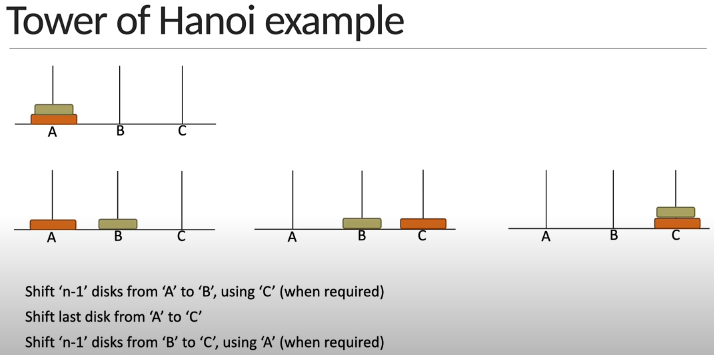 Tower of Hanoi example
A B C
A B C
A B C
A B C
Shift ‘n-1’ disks from ‘A’ to ‘B’, using ‘C’ (when required)
Shift last disk from ‘A’ to ‘C’
Shift ‘n-1’ disks from ‘B’ to ‘C’, using ‘A’ (when required)